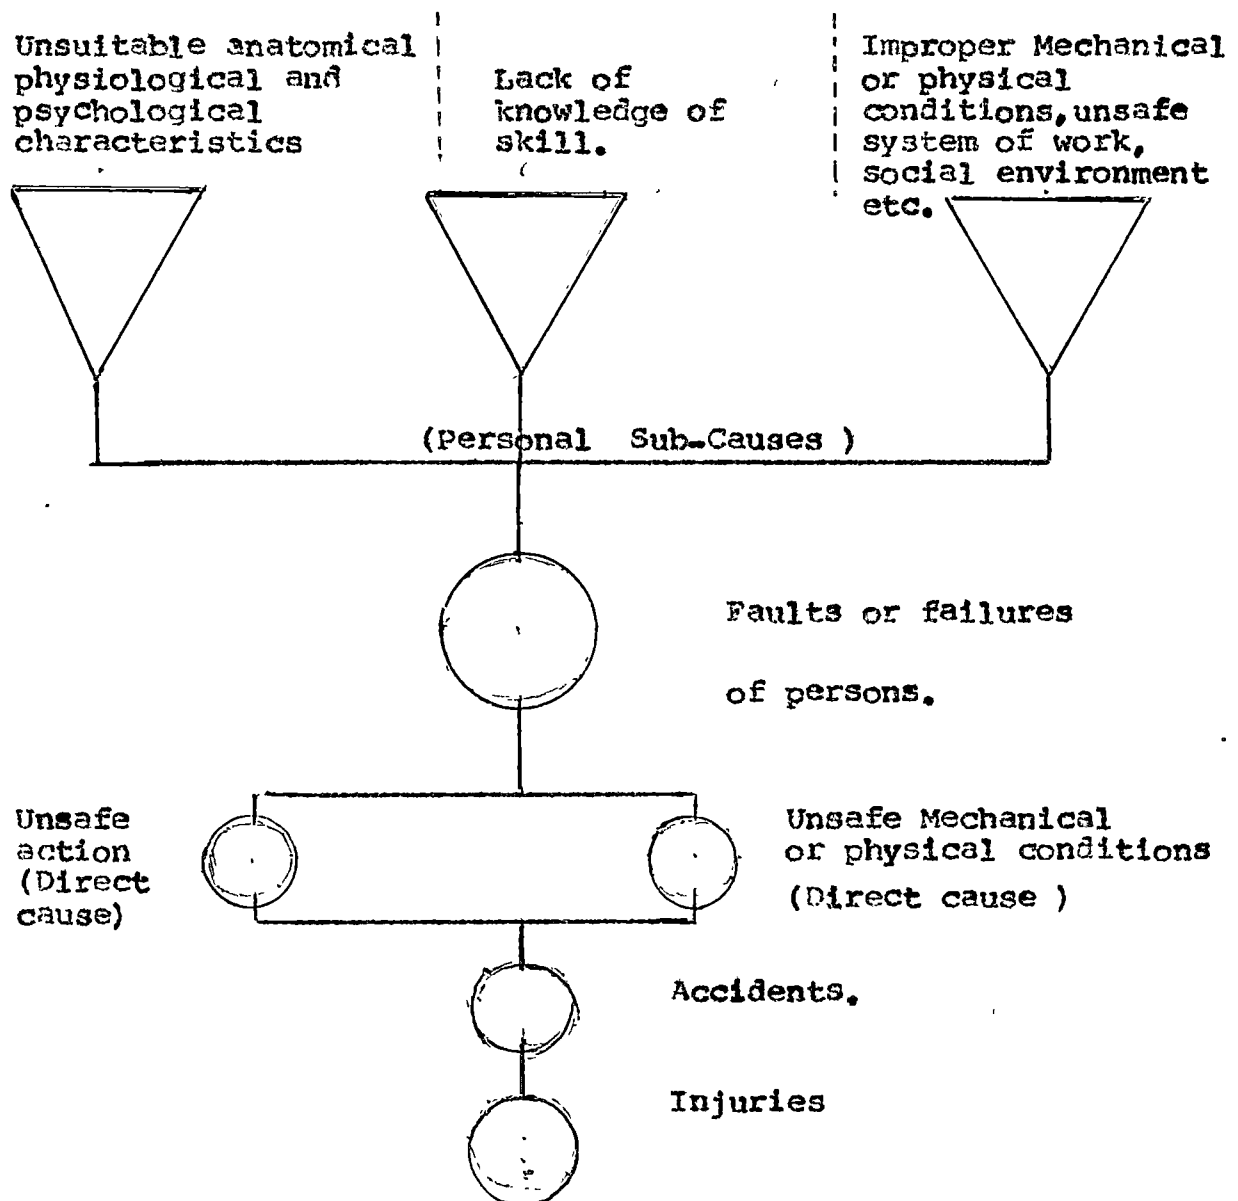 Unsuitable anatomical
physiological and
psychological
characteristics
Lack of
knowledge of
skill.
Improper Mechanical
or physical
conditions,unsafe
system of work,
social environment
etc.
(Personal Sub-Causes )
Faults or failures
of persons.
Unsafe
action
(Direct
cause)
Unsafe Mechanical
or physical conditions
(Direct cause )
Accidents.
Injuries